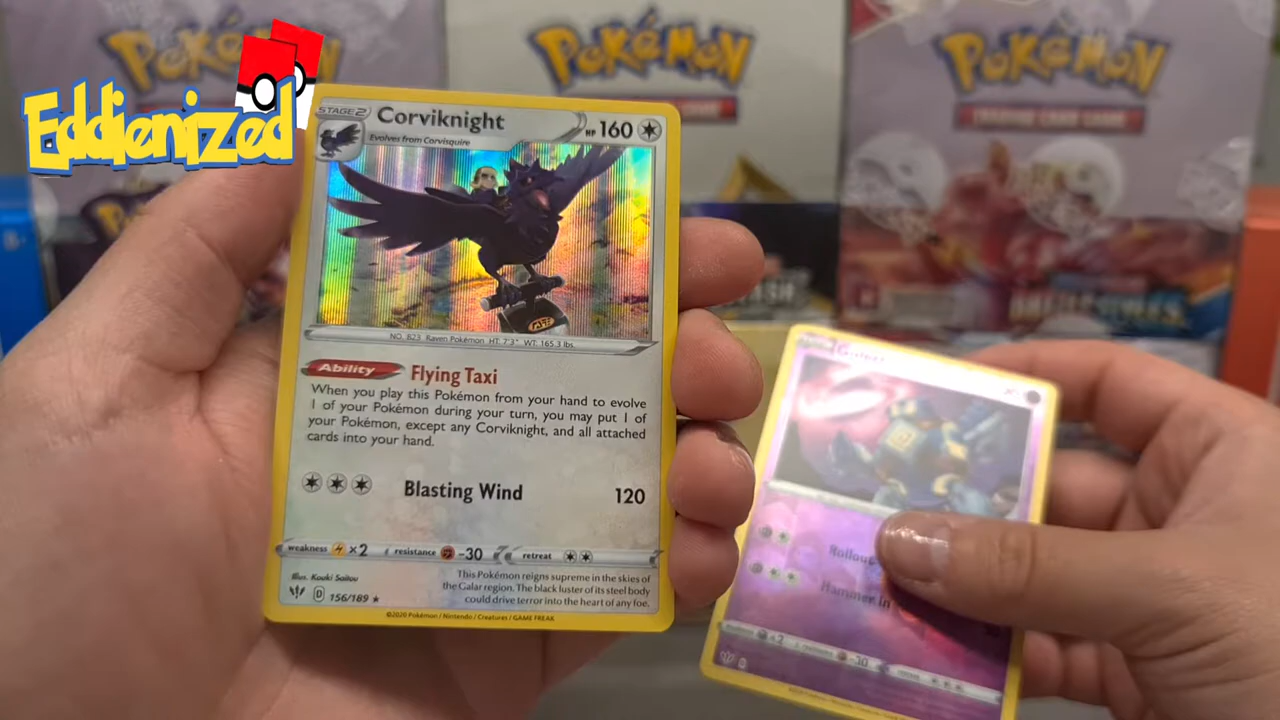 Pokémon
Pokémon
Pokémon
TRADING CARD GAME
Eddienized
STAGE 2
Corviknight
HP 160
Evolves from Corvisquire
NO. 823 Raven Pokémon HT: 7'3" WT: 165.3 lbs.
Ability Flying Taxi
When you play this Pokémon from your hand to evolve
1 of your Pokémon during your turn, you may put 1 of
your Pokémon, except any Corviknight, and all attached
cards into your hand.
Blasting Wind 120
weakness ×2 resistance -30 retreat
Illus. Kouki Saitou
D 156/189 ★
This Pokémon reigns supreme in the skies of
the Galar region. The black luster of its steel body
could drive terror into the heart of any foe.
©2020 Pokémon / Nintendo / Creatures / GAME FREAK
Rollout
Hammer In
×2 -30